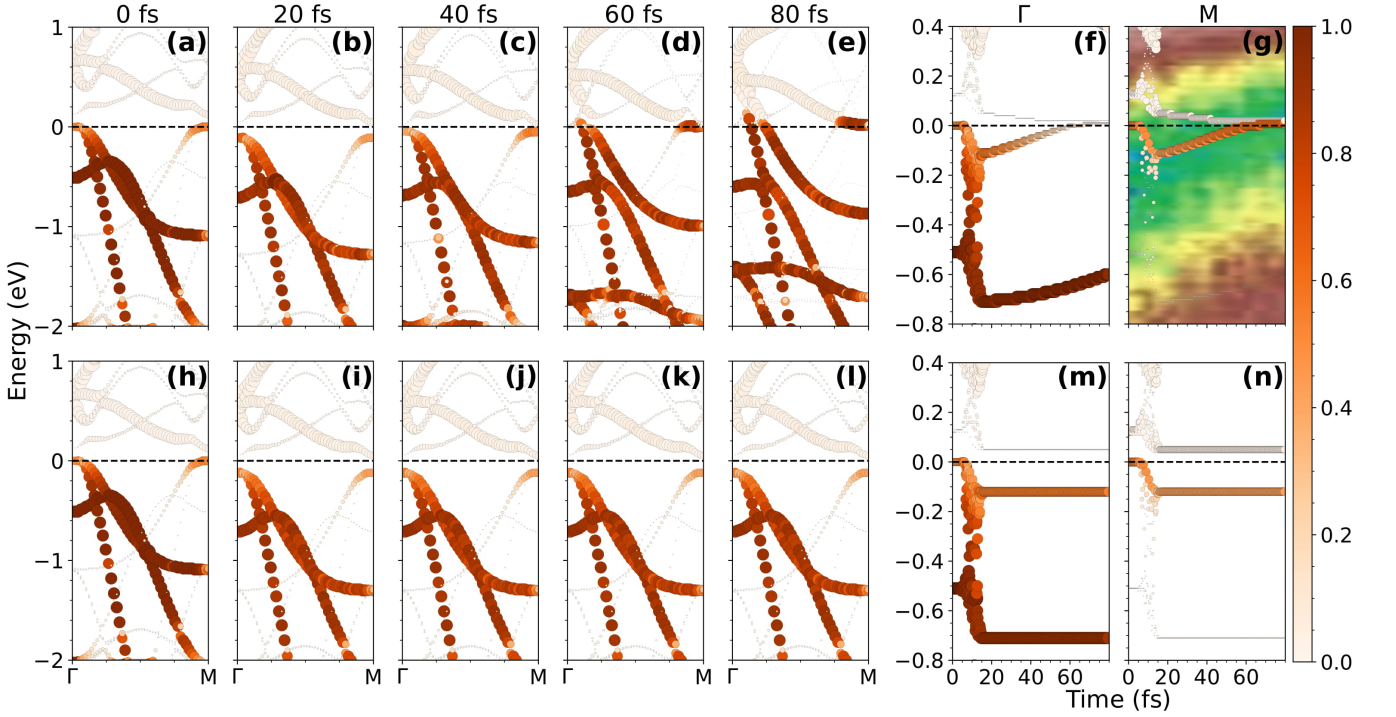 0 fs 20 fs 40 fs 60 fs 80 fs Γ M
(a) (b) (c) (d) (e) (f) (g)
1 0 −1 −2
0.4 0.2 0.0 −0.2 −0.4 −0.6 −0.8
(h) (i) (j) (k) (l) (m) (n)
1 0 −1 −2
0.4 0.2 0.0 −0.2 −0.4 −0.6 −0.8
Energy (eV)
Γ M Γ M Γ M Γ M Γ M
0 20 40 60 0 20 40 60
Time (fs)
1.0
0.8
0.6
0.4
0.2
0.0